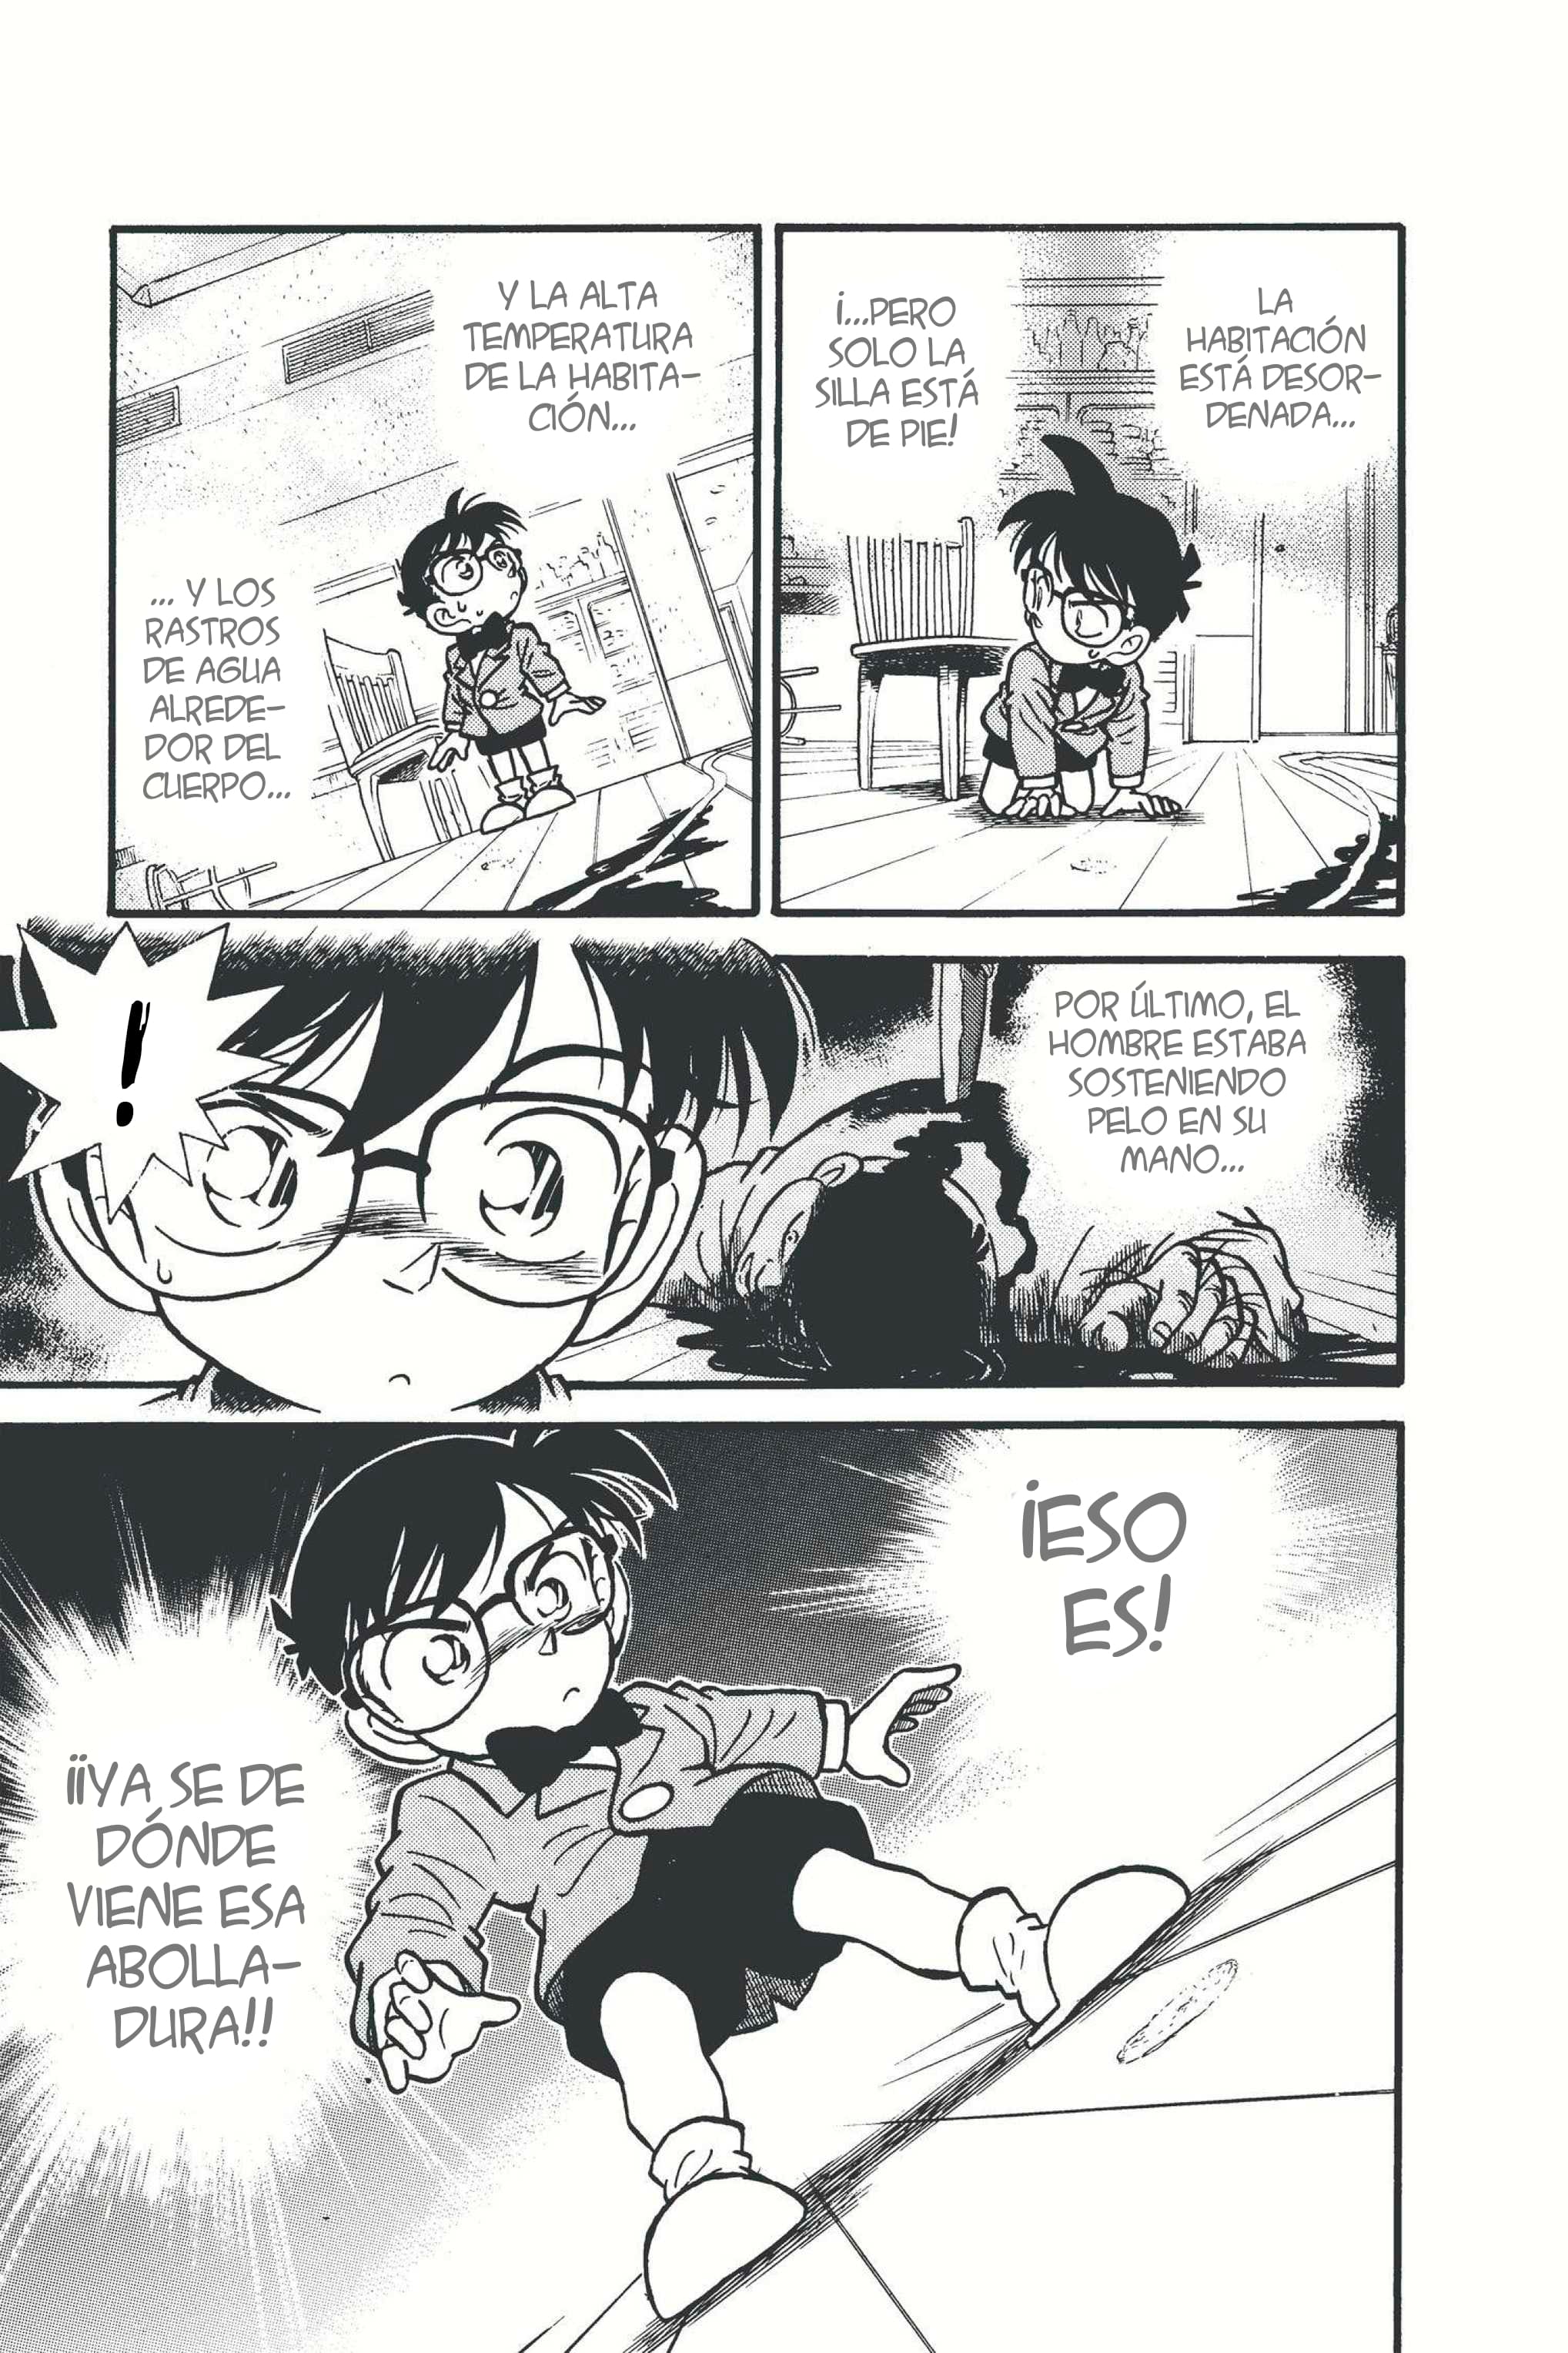 LA
HABITACIÓN
ESTÁ DESOR-
DENADA...
¡...PERO
SOLO LA
SILLA ESTÁ
DE PIE!
Y LA ALTA
TEMPERATURA
DE LA HABITA-
CIÓN...
... Y LOS
RASTROS
DE AGUA
ALREDE-
DOR DEL
CUERPO...
POR ÚLTIMO, EL
HOMBRE ESTABA
SOSTENIENDO
PELO EN SU
MANO...
!
¡ESO
ES!
¡¡YA SE DE
DÓNDE
VIENE ESA
ABOLLA-
DURA!!